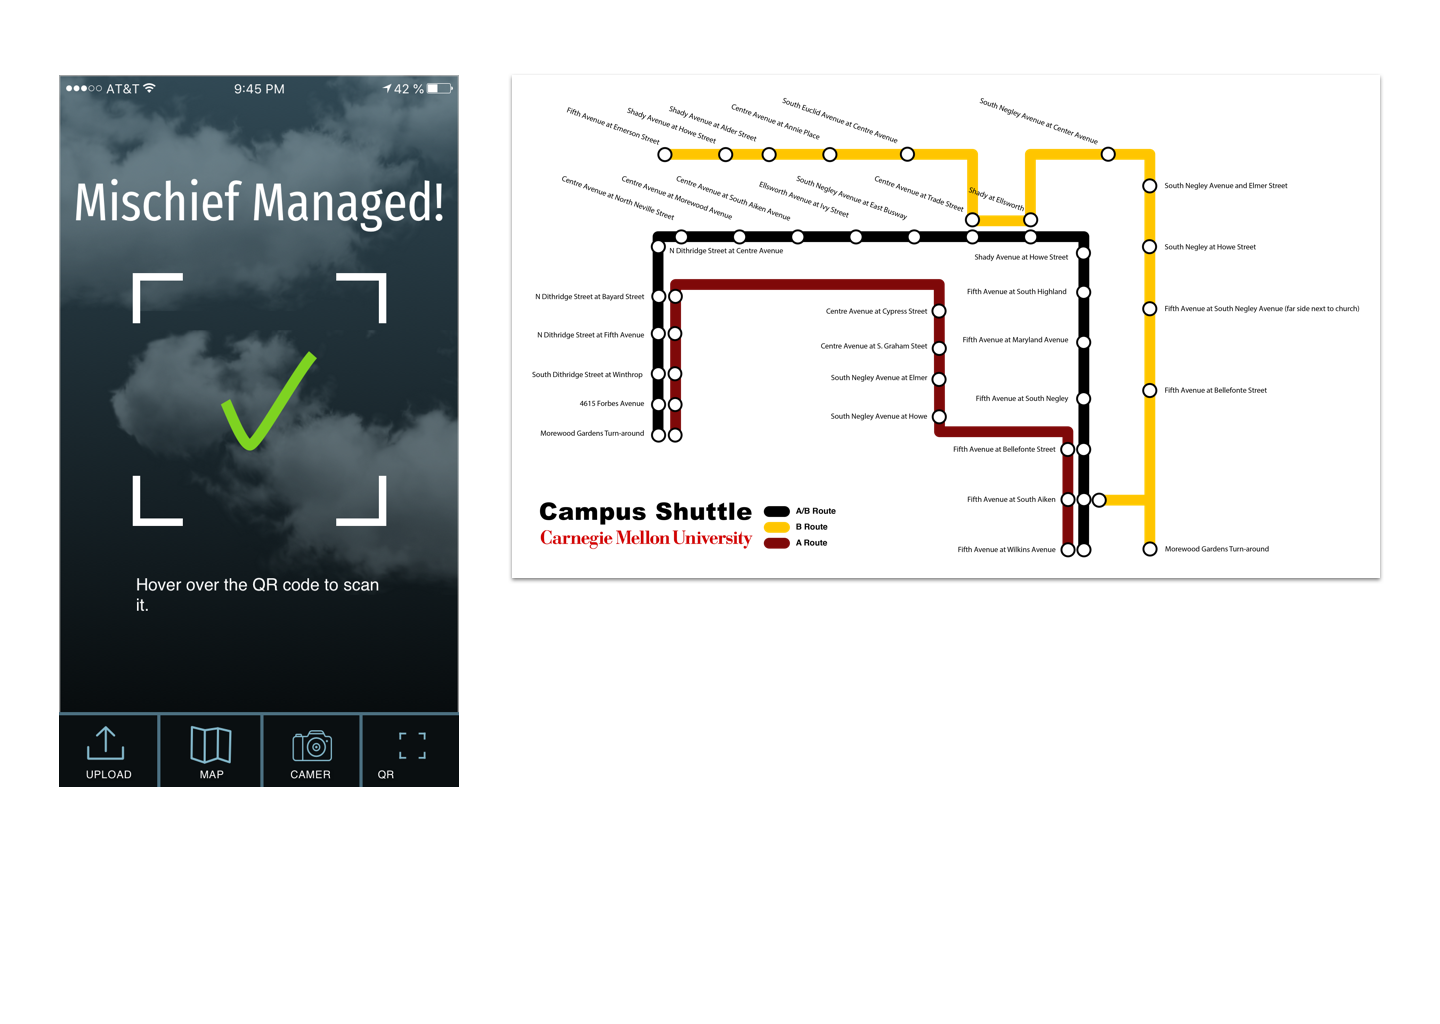 AT&T
9:45 PM
42 %
Mischief Managed!
Hover over the QR code to scan
it.
UPLOAD
MAP
CAMER
QR
Fifth Avenue at Emerson Street
Shady Avenue at Howe Street
Shady Avenue at Alder Street
Centre Avenue at Annie Place
South Euclid Avenue at Centre Avenue
South Negley Avenue at Center Avenue
Centre Avenue at North Neville Street
Centre Avenue at Morewood Avenue
Centre Avenue at South Aiken Avenue
Ellsworth Avenue at Ivy Street
South Negley Avenue at East Busway
Centre Avenue at Trade Street
Shady at Ellsworth
South Negley Avenue and Elmer Street
South Negley at Howe Street
Fifth Avenue at South Negley Avenue (far side next to church)
Fifth Avenue at Bellefonte Street
Morewood Gardens Turn-around
N Dithridge Street at Centre Avenue
Shady Avenue at Howe Street
Fifth Avenue at South Highland
Fifth Avenue at Maryland Avenue
Fifth Avenue at South Negley
N Dithridge Street at Bayard Street
N Dithridge Street at Fifth Avenue
South Dithridge Street at Winthrop
4615 Forbes Avenue
Morewood Gardens Turn-around
Centre Avenue at Cypress Street
Centre Avenue at S. Graham Steet
South Negley Avenue at Elmer
South Negley Avenue at Howe
Fifth Avenue at Bellefonte Street
Fifth Avenue at South Aiken
Fifth Avenue at Wilkins Avenue
Campus Shuttle
Carnegie Mellon University
A/B Route
B Route
A Route